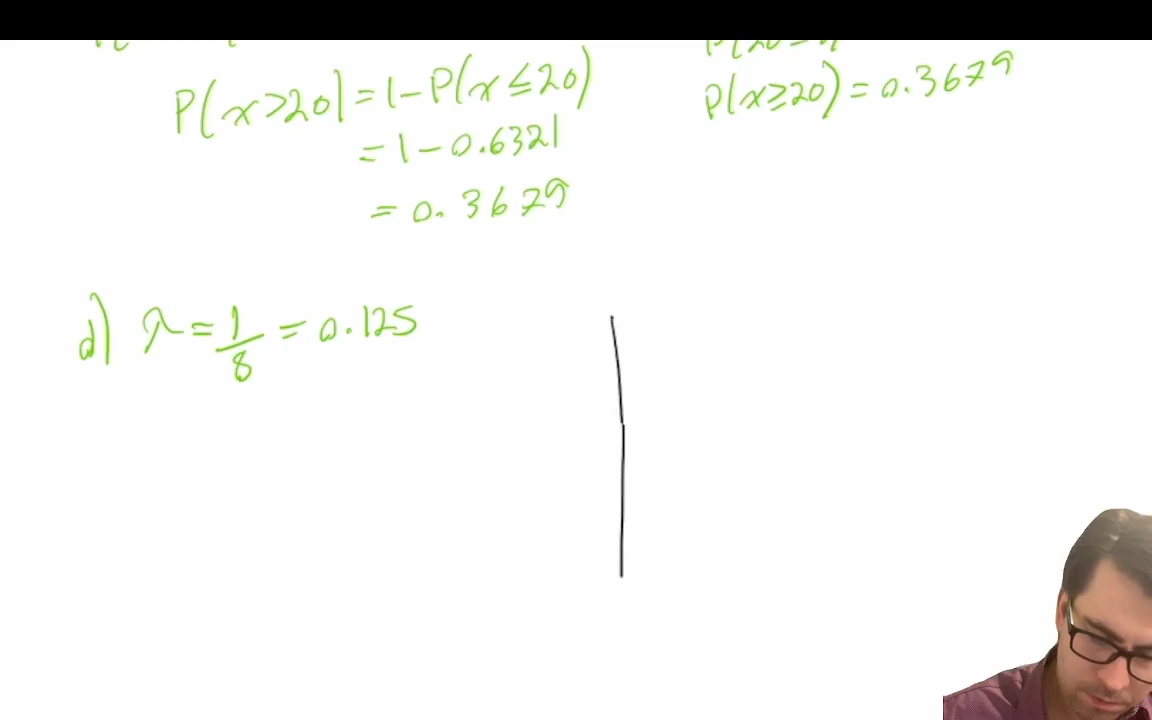 P(x>20)=1-P(x≤20)
=1-0.6321
=0.3679
P(x≥20)=0.3679
d) λ=1/8=0.125